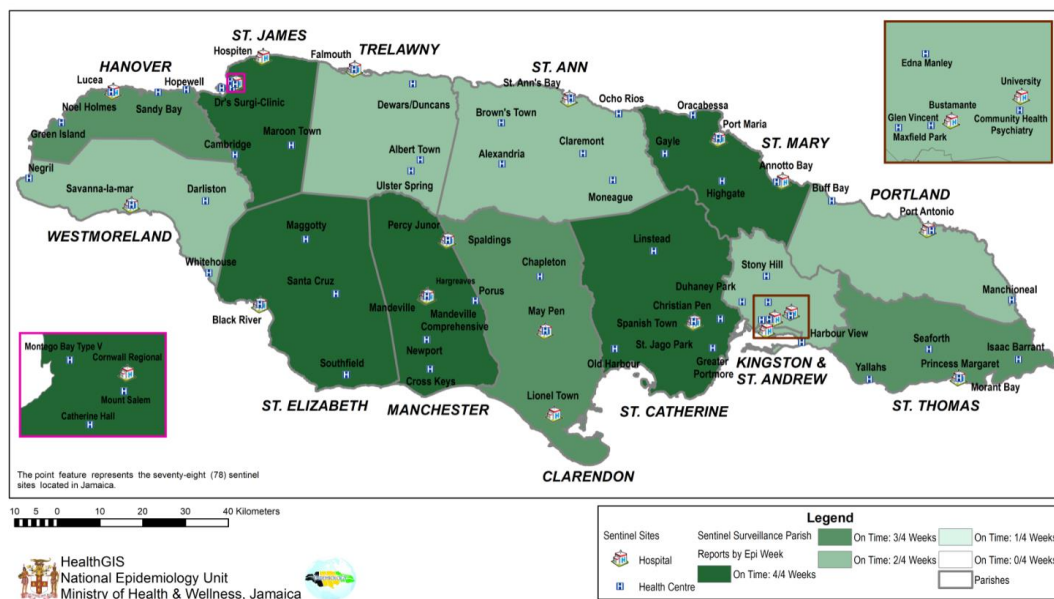 ST. JAMES
Hospiten
TRELAWNY
Falmouth
HANOVER
Lucea
Hopewell
ST. ANN
St. Ann's Bay
Noel Holmes
Sandy Bay
Dr's Surgi-Clinic
Dewars/Duncans
Brown's Town
Ocho Rios
Oracabessa
Port Maria
Green Island
Maroon Town
Cambridge
Albert Town
Alexandria
Claremont
Gayle
ST. MARY
Annotto Bay
Negril
Savanna-la-mar
Darliston
Ulster Spring
Moneague
Highgate
Buff Bay
PORTLAND
Port Antonio
WESTMORELAND
Maggotty
Percy Junor
Spaldings
Linstead
Whitehouse
Stony Hill
Chapleton
Santa Cruz
Hargreaves
Porus
Duhaney Park
Manchioneal
Black River
Mandeville
Mandeville
Comprehensive
May Pen
Christian Pen
Spanish Town
Harbour View
Newport
Old Harbour
St. Jago Park
Greater
Portmore
KINGSTON &
ST. ANDREW
Seaforth
Isaac Barrant
Southfield
Cross Keys
Yallahs
Princess Margaret
Morant Bay
ST. ELIZABETH
MANCHESTER
Lionel Town
ST. CATHERINE
ST. THOMAS
CLARENDON
Edna Manley
University
Bustamante
Glen Vincent
Community Health
Psychiatry
Maxfield Park
Montego Bay Type V
Cornwall Regional
Mount Salem
Catherine Hall
The point feature represents the seventy-eight (78) sentinel
sites located in Jamaica.
10 5 0 10 20 30 40 Kilometers
HealthGIS
National Epidemiology Unit
Ministry of Health & Wellness, Jamaica
Legend
Sentinel Sites
Hospital
Health Centre
Sentinel Surveillance Parish
Reports by Epi Week
On Time: 4/4 Weeks
On Time: 3/4 Weeks
On Time: 2/4 Weeks
On Time: 1/4 Weeks
On Time: 0/4 Weeks
Parishes